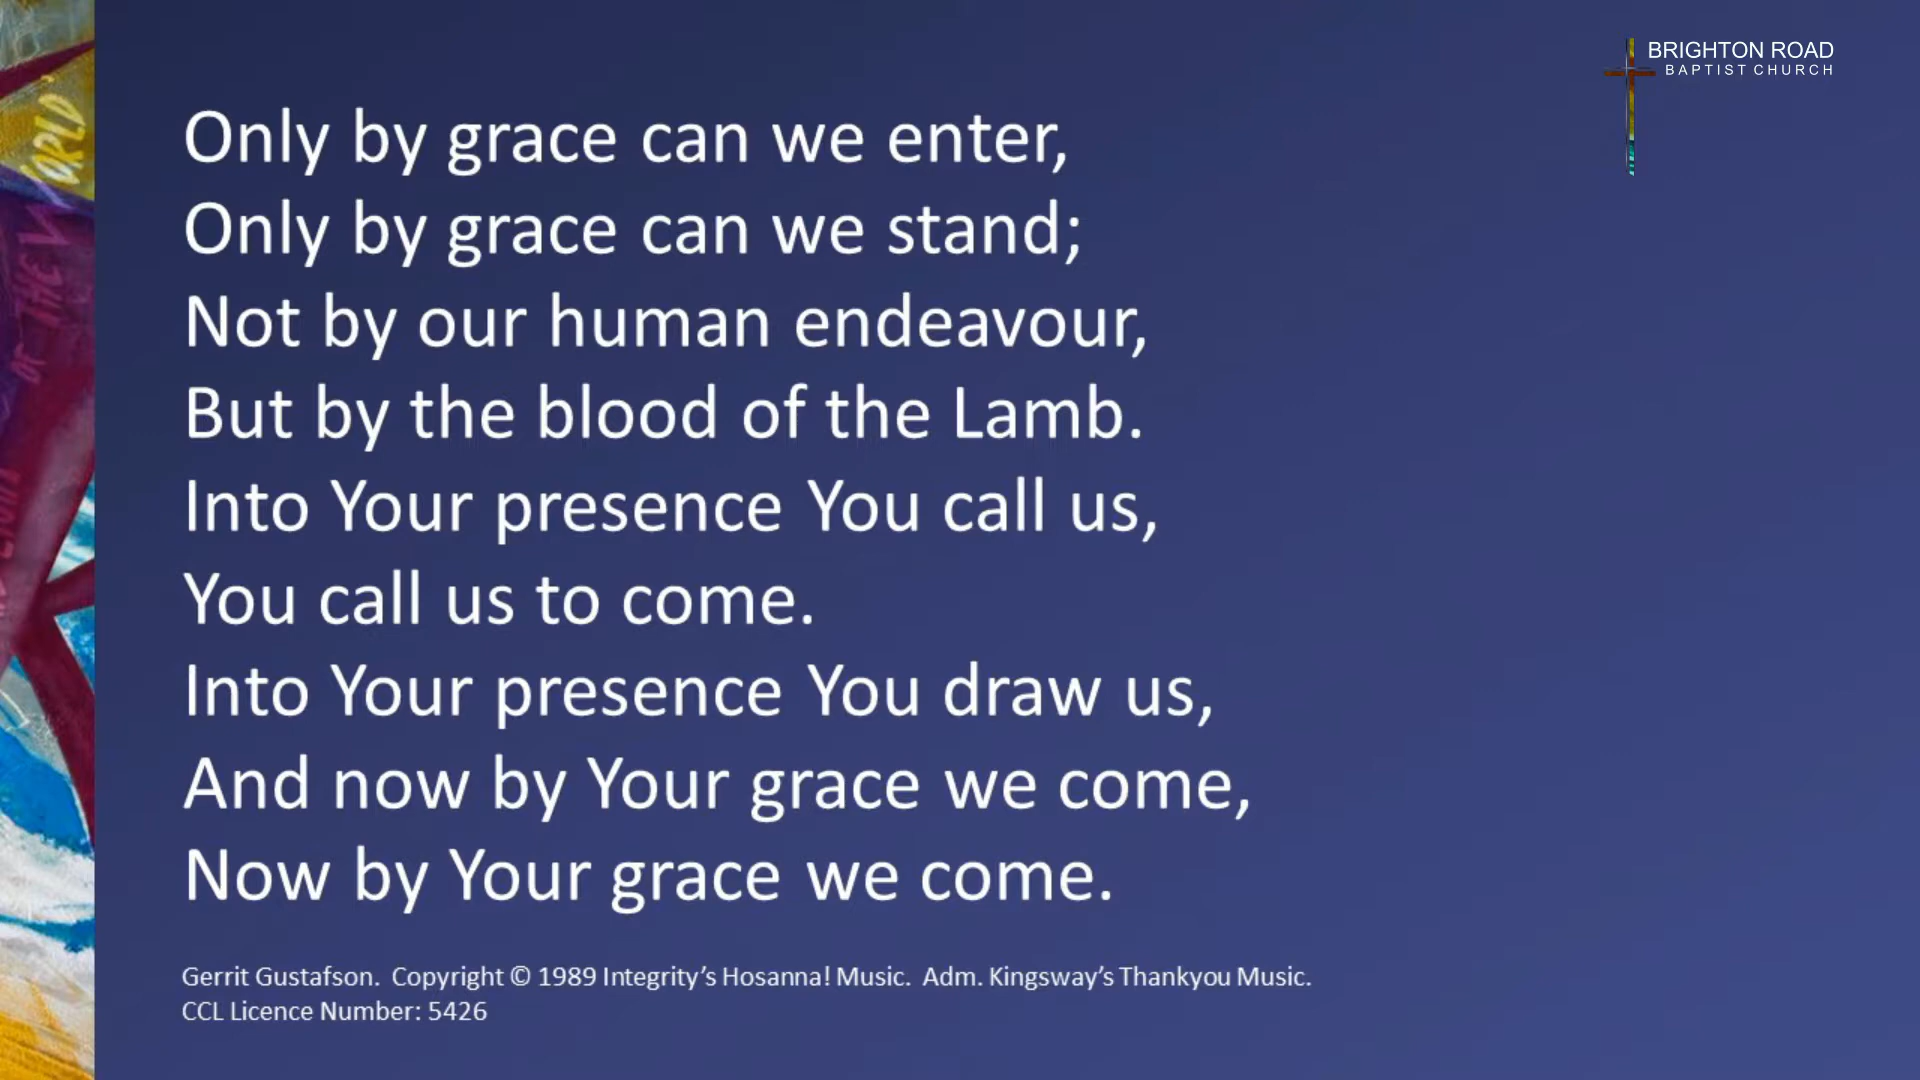 BRIGHTON ROAD
BAPTIST CHURCH
ORLD
Only by grace can we enter,
Only by grace can we stand;
Not by our human endeavour,
But by the blood of the Lamb.
Into Your presence You call us,
You call us to come.
Into Your presence You draw us,
And now by Your grace we come,
Now by Your grace we come.
Gerrit Gustafson.  Copyright © 1989 Integrity’s Hosanna! Music.  Adm. Kingsway’s Thankyou Music.
CCL Licence Number: 5426